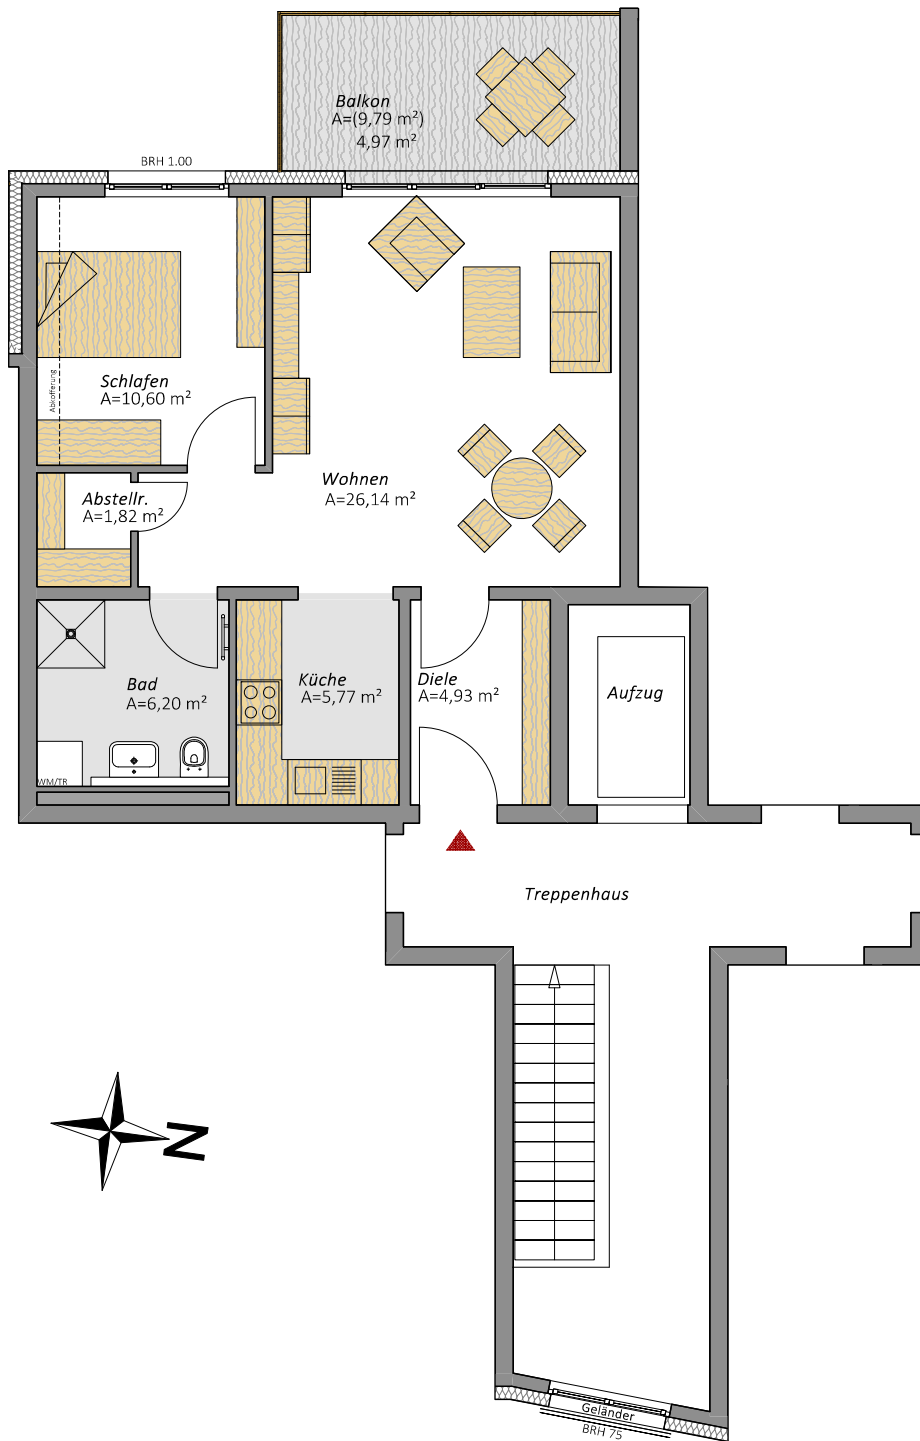 Balkon
A=(9,79 m²)
4,97 m²
BRH 1.00
Abkofferung
Schlafen
A=10,60 m²
Wohnen
A=26,14 m²
Abstellr.
A=1,82 m²
Bad
A=6,20 m²
Küche
A=5,77 m²
Diele
A=4,93 m²
Aufzug
WM/TR
Treppenhaus
N
Geländer
BRH 75